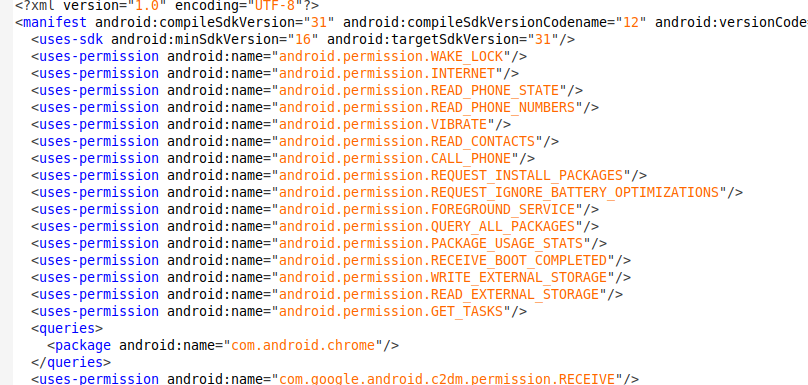 <?xml version="1.0" encoding="UTF-8"?>
<manifest android:compileSdkVersion="31" android:compileSdkVersionCodename="12" android:versionCode
<uses-sdk android:minSdkVersion="16" android:targetSdkVersion="31"/>
<uses-permission android:name="android.permission.WAKE_LOCK"/>
<uses-permission android:name="android.permission.INTERNET"/>
<uses-permission android:name="android.permission.READ_PHONE_STATE"/>
<uses-permission android:name="android.permission.READ_PHONE_NUMBERS"/>
<uses-permission android:name="android.permission.VIBRATE"/>
<uses-permission android:name="android.permission.READ_CONTACTS"/>
<uses-permission android:name="android.permission.CALL_PHONE"/>
<uses-permission android:name="android.permission.REQUEST_INSTALL_PACKAGES"/>
<uses-permission android:name="android.permission.REQUEST_IGNORE_BATTERY_OPTIMIZATIONS"/>
<uses-permission android:name="android.permission.FOREGROUND_SERVICE"/>
<uses-permission android:name="android.permission.QUERY_ALL_PACKAGES"/>
<uses-permission android:name="android.permission.PACKAGE_USAGE_STATS"/>
<uses-permission android:name="android.permission.RECEIVE_BOOT_COMPLETED"/>
<uses-permission android:name="android.permission.WRITE_EXTERNAL_STORAGE"/>
<uses-permission android:name="android.permission.READ_EXTERNAL_STORAGE"/>
<uses-permission android:name="android.permission.GET_TASKS"/>
<queries>
<package android:name="com.android.chrome"/>
</queries>
<uses-permission android:name="com.google.android.c2dm.permission.RECEIVE"/>